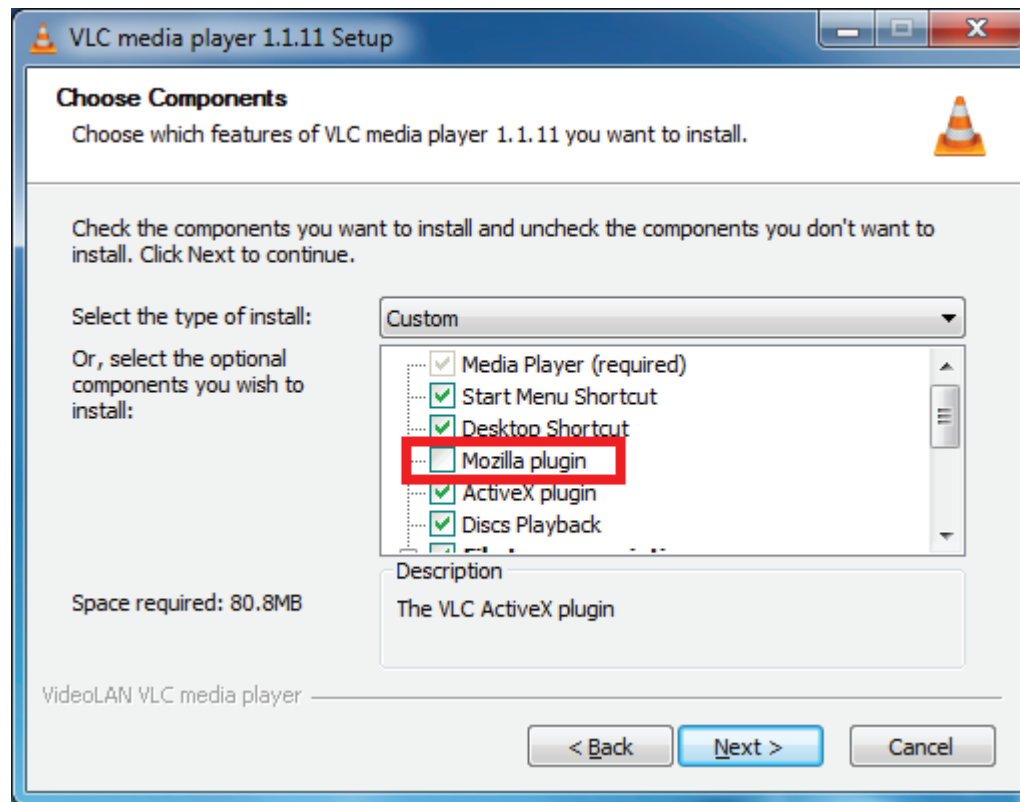 VLC media player 1.1.11 Setup
Choose Components
Choose which features of VLC media player 1.1.11 you want to install.
Check the components you want to install and uncheck the components you don't want to
install. Click Next to continue.
Select the type of install:
Custom
Or, select the optional
components you wish to
install:
Media Player (required)
Start Menu Shortcut
Desktop Shortcut
Mozilla plugin
ActiveX plugin
Discs Playback
Space required: 80.8MB
Description
The VLC ActiveX plugin
VideoLAN VLC media player
< Back
Next >
Cancel